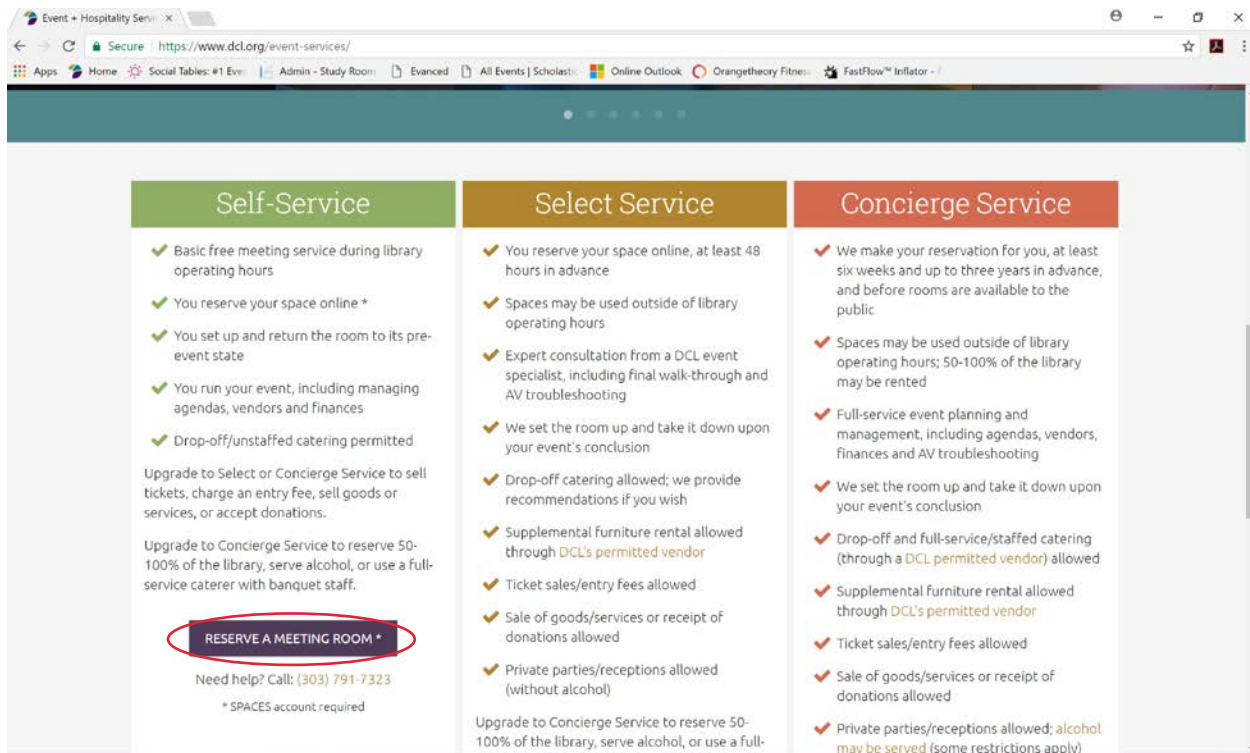 Event + Hospitality Serv
Secure https://www.dcl.org/event-services/
Apps Home Social Tables: #1 Eve Admin - Study Room Evanced All Events | Scholastic Online Outlook Orangetheory Fitnes FastFlow™ Inflator -
Self-Service
Basic free meeting service during library
operating hours
You reserve your space online *
You set up and return the room to its pre-
event state
You run your event, including managing
agendas, vendors and finances
Drop-off/unstaffed catering permitted
Upgrade to Select or Concierge Service to sell
tickets, charge an entry fee, sell goods or
services, or accept donations.
Upgrade to Concierge Service to reserve 50-
100% of the library, serve alcohol, or use a full-
service caterer with banquet staff.
RESERVE A MEETING ROOM *
Need help? Call: (303) 791-7323
* SPACES account required
Select Service
You reserve your space online, at least 48
hours in advance
Spaces may be used outside of library
operating hours
Expert consultation from a DCL event
specialist, including final walk-through and
AV troubleshooting
We set the room up and take it down upon
your event's conclusion
Drop-off catering allowed; we provide
recommendations if you wish
Supplemental furniture rental allowed
through DCL's permitted vendor
Ticket sales/entry fees allowed
Sale of goods/services or receipt of
donations allowed
Private parties/receptions allowed
(without alcohol)
Upgrade to Concierge Service to reserve 50-
100% of the library, serve alcohol, or use a full-
Concierge Service
We make your reservation for you, at least
six weeks and up to three years in advance,
and before rooms are available to the
public
Spaces may be used outside of library
operating hours; 50-100% of the library
may be rented
Full-service event planning and
management, including agendas, vendors,
finances and AV troubleshooting
We set the room up and take it down upon
your event's conclusion
Drop-off and full-service/staffed catering
(through a DCL permitted vendor) allowed
Supplemental furniture rental allowed
through DCL's permitted vendor
Ticket sales/entry fees allowed
Sale of goods/services or receipt of
donations allowed
Private parties/receptions allowed; alcohol
may be served (some restrictions apply)